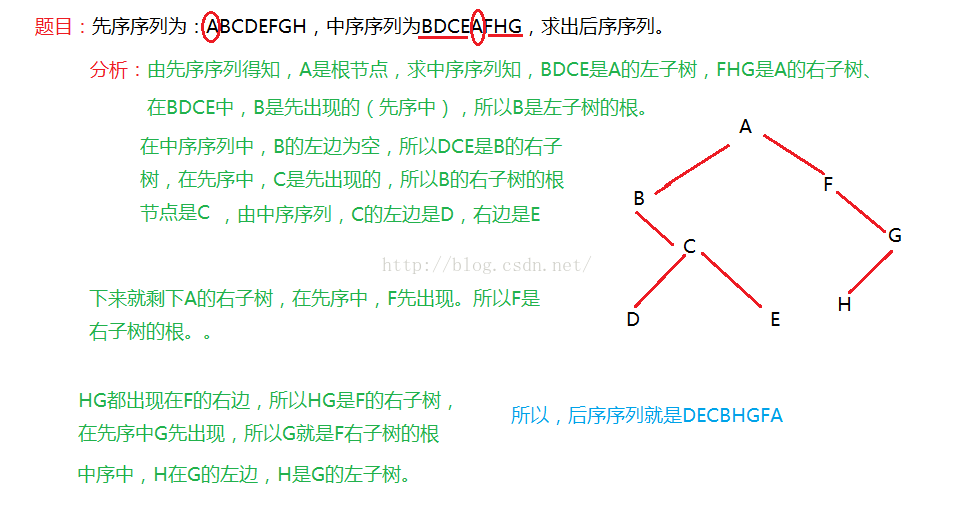 题目：先序序列为：ABCDEFGH，中序序列为BDCEAFHG，求出后序序列。
分析：由先序序列得知，A是根节点，求中序序列知，BDCE是A的左子树，FHG是A的右子树、
在BDCE中，B是先出现的（先序中），所以B是左子树的根。
在中序序列中，B的左边为空，所以DCE是B的右子
树，在先序中，C是先出现的，所以B的右子树的根
节点是C ，由中序序列，C的左边是D，右边是E
A
B
F
C
G
D
E
H
http://blog.csdn.net/
下来就剩下A的右子树，在先序中，F先出现。所以F是
右子树的根。。
HG都出现在F的右边，所以HG是F的右子树，
在先序中G先出现，所以G就是F右子树的根
中序中，H在G的左边，H是G的左子树。
所以，后序序列就是DECBHGFA